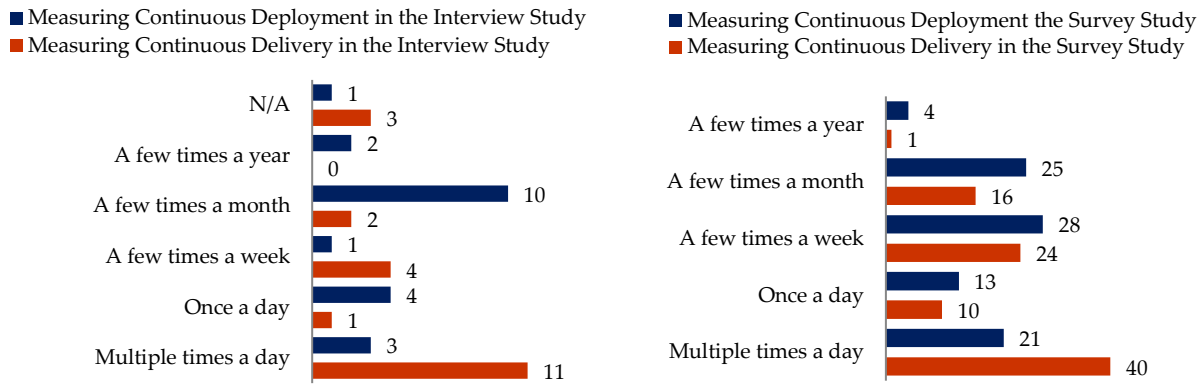 Measuring Continuous Deployment in the Interview Study
Measuring Continuous Delivery in the Interview Study
N/A
1
3
A few times a year
2
0
A few times a month
10
2
A few times a week
1
4
Once a day
4
1
Multiple times a day
3
11
Measuring Continuous Deployment the Survey Study
Measuring Continuous Delivery in the Survey Study
A few times a year
4
1
A few times a month
25
16
A few times a week
28
24
Once a day
13
10
Multiple times a day
21
40